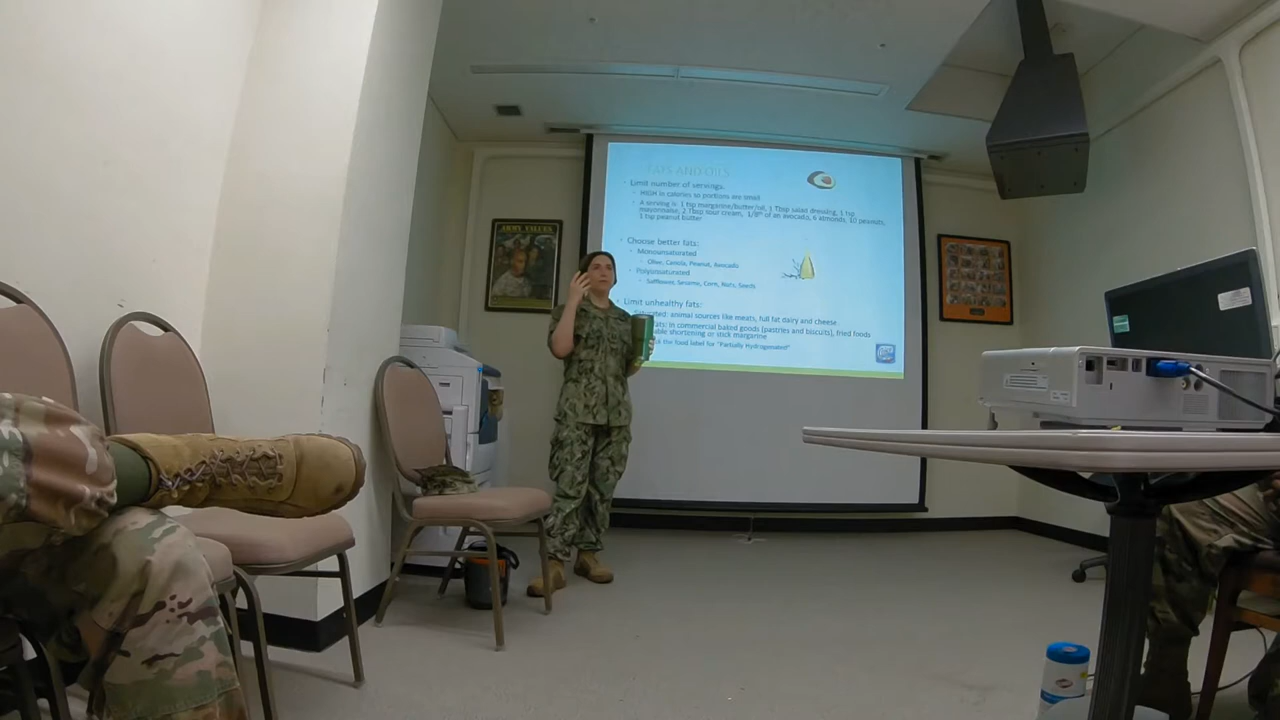 FATS AND OILS
Limit number of servings.
HIGH in calories so portions are small
A serving is: 1 tsp margarine/butter/oil, 1 Tbsp salad dressing, 1 tsp
mayonnaise, 2 Tbsp sour cream, 1/8th of an avocado, 6 almonds, 10 peanuts,
1 tsp peanut butter
Choose better fats:
Monounsaturated
Olive, Canola, Peanut, Avocado
Polyunsaturated
Safflower, Sesame, Corn, Nuts, Seeds
Limit unhealthy fats:
animal sources like meats, full fat dairy and cheese
ats: in commercial baked goods (pastries and biscuits), fried foods
able shortening or stick margarine
the food label for "Partially Hydrogenated"
ARMY VALUES